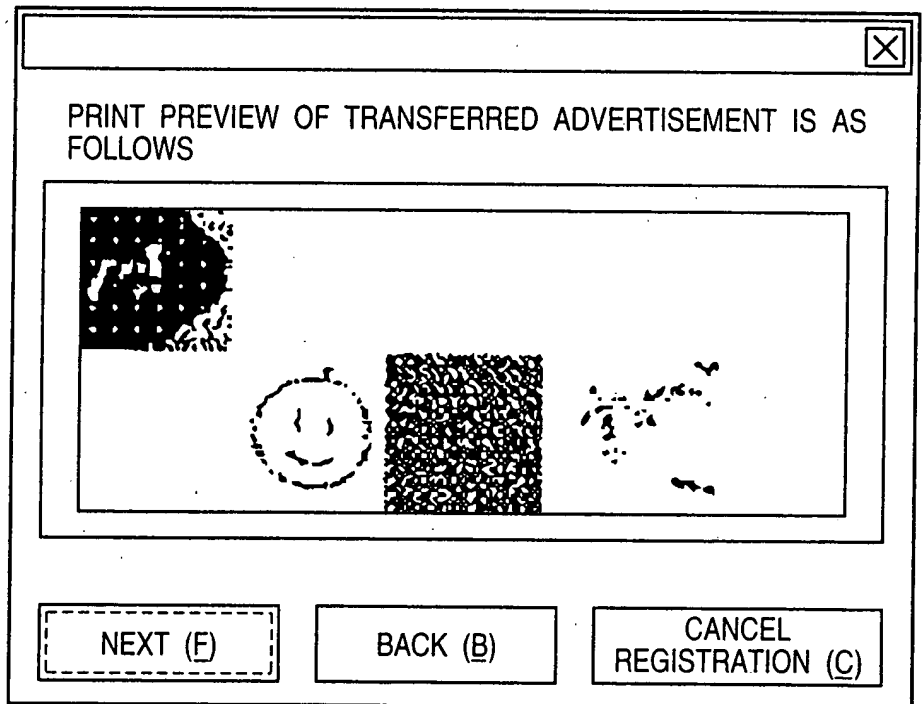 PRINT PREVIEW OF TRANSFERRED ADVERTISEMENT IS AS
FOLLOWS
NEXT (F)
BACK (B)
CANCEL
REGISTRATION (C)